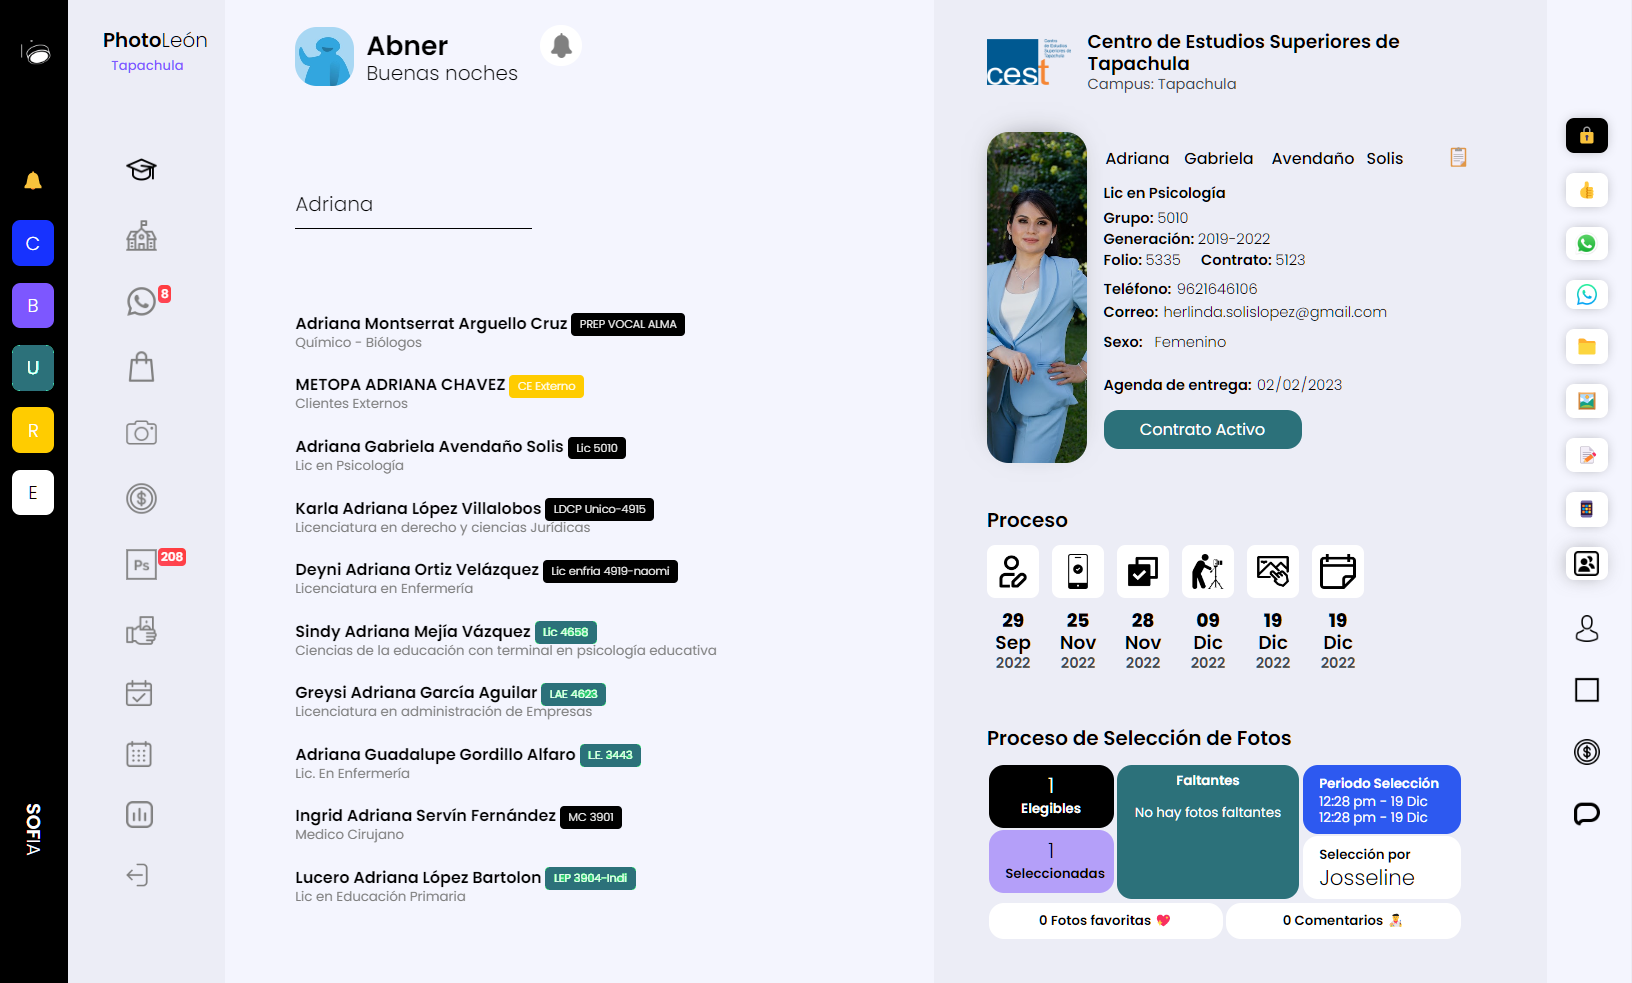 PhotoLeón
Tapachula
C
B
U
R
E
SOFIA
8
208
Ps
Abner
Buenas noches
Adriana
Adriana Montserrat Arguello Cruz PREP VOCAL ALMA
Químico - Biólogos
METOPA ADRIANA CHAVEZ CE Externo
Clientes Externos
Adriana Gabriela Avendaño Solis Lic 5010
Lic en Psicología
Karla Adriana López Villalobos LDCP Unico-4915
Licenciatura en derecho y ciencias Jurídicas
Deyni Adriana Ortiz Velázquez Lic enfria 4919-naomi
Licenciatura en Enfermería
Sindy Adriana Mejía Vázquez Lic 4658
Ciencias de la educación con terminal en psicología educativa
Greysi Adriana García Aguilar LAE 4623
Licenciatura en administración de Empresas
Adriana Guadalupe Gordillo Alfaro L.E. 3443
Lic. En Enfermería
Ingrid Adriana Servín Fernández MC 3901
Medico Cirujano
Lucero Adriana López Bartolon LEP 3904-Indi
Lic en Educación Primaria
cest
Centro
de Estudios
Superiores de
Tapachula
Centro de Estudios Superiores de
Tapachula
Campus: Tapachula
Adriana Gabriela Avendaño Solis
Lic en Psicología
Grupo: 5010
Generación: 2019-2022
Folio: 5335 Contrato: 5123
Teléfono: 9621646106
Correo: herlinda.solislopez@gmail.com
Sexo: Femenino
Agenda de entrega: 02/02/2023
Contrato Activo
Proceso
29 25 28 09 19 19
Sep Nov Nov Dic Dic Dic
2022 2022 2022 2022 2022 2022
Proceso de Selección de Fotos
1
Elegibles
1
Seleccionadas
Faltantes
No hay fotos faltantes
Periodo Selección
12:28 pm - 19 Dic
12:28 pm - 19 Dic
Selección por
Josseline
0 Fotos favoritas
0 Comentarios